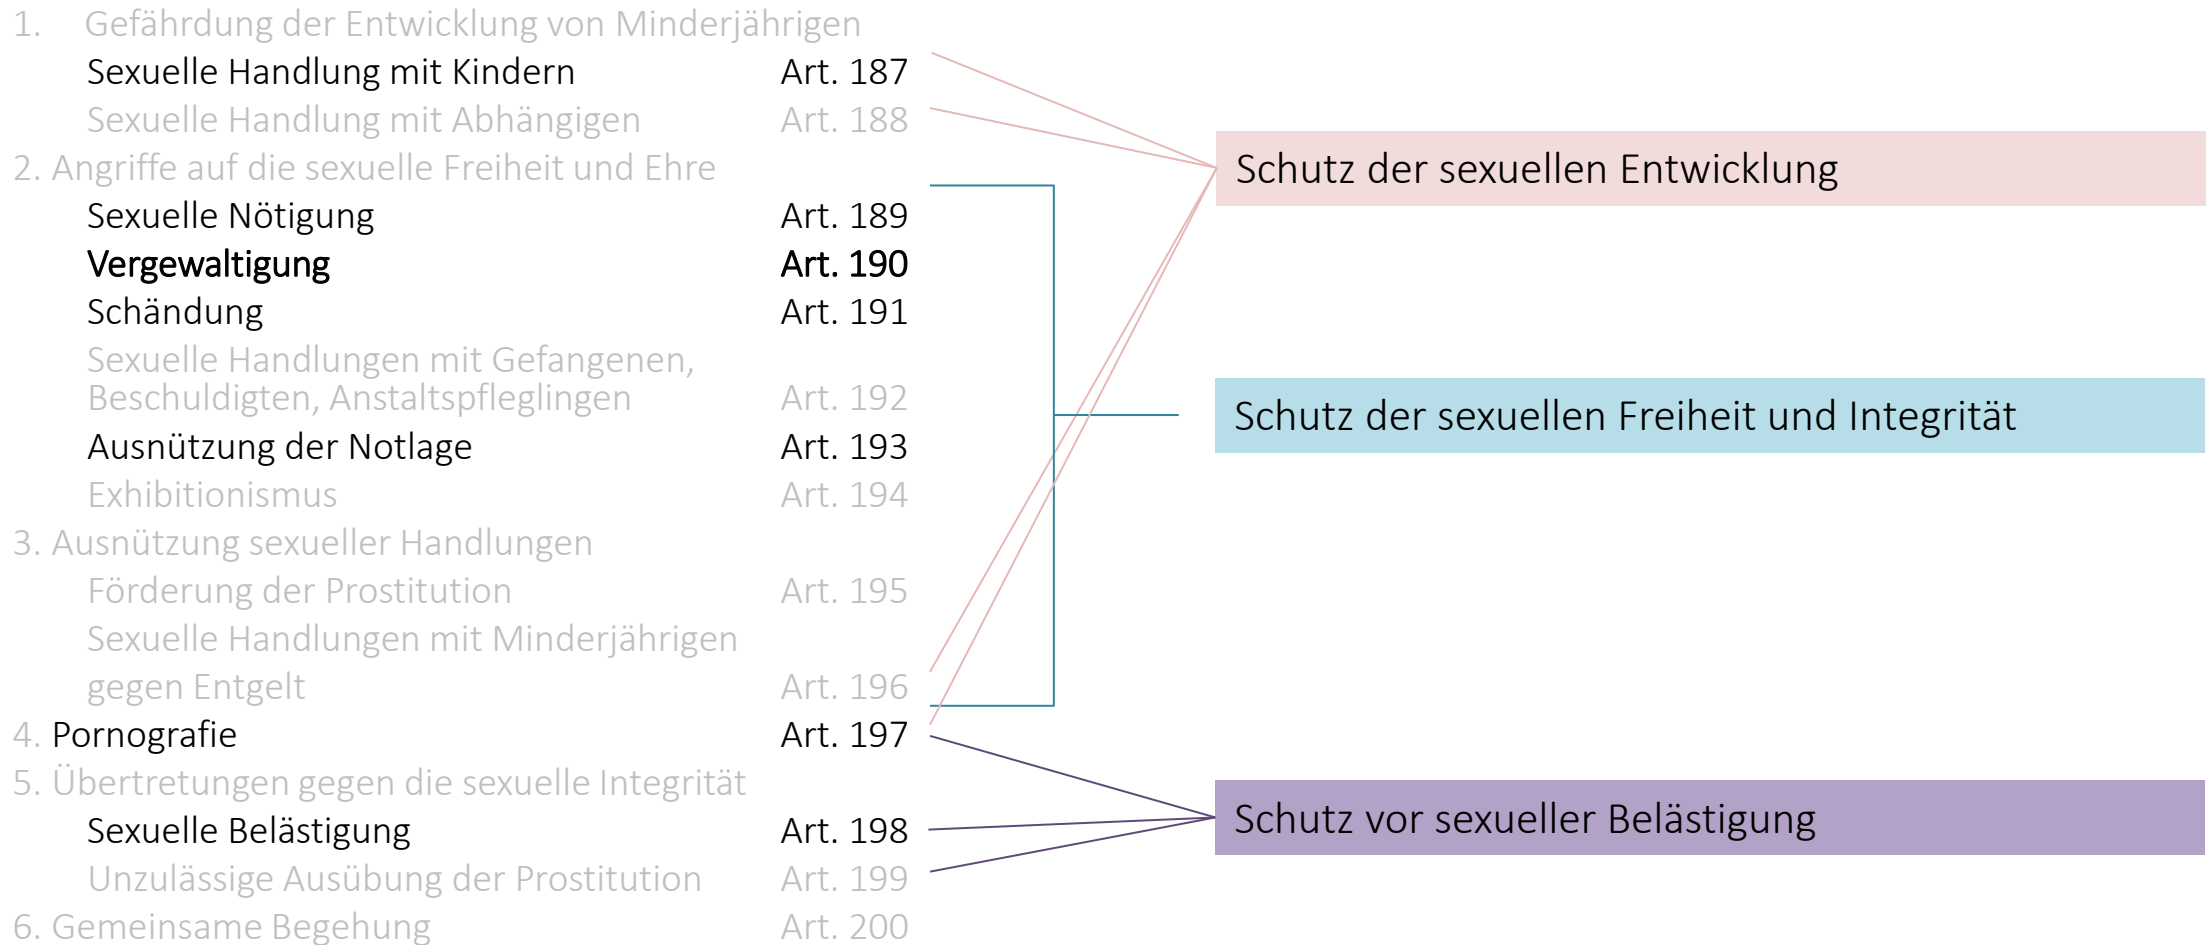 1. Gefährdung der Entwicklung von Minderjährigen
Sexuelle Handlung mit Kindern Art. 187
Sexuelle Handlung mit Abhängigen Art. 188
2. Angriffe auf die sexuelle Freiheit und Ehre
Sexuelle Nötigung Art. 189
Vergewaltigung Art. 190
Schändung Art. 191
Sexuelle Handlungen mit Gefangenen,
Beschuldigten, Anstaltspfleglingen Art. 192
Ausnützung der Notlage Art. 193
Exhibitionismus Art. 194
3. Ausnützung sexueller Handlungen
Förderung der Prostitution Art. 195
Sexuelle Handlungen mit Minderjährigen
gegen Entgelt Art. 196
4. Pornografie Art. 197
5. Übertretungen gegen die sexuelle Integrität
Sexuelle Belästigung Art. 198
Unzulässige Ausübung der Prostitution Art. 199
6. Gemeinsame Begehung Art. 200
Schutz der sexuellen Entwicklung
Schutz der sexuellen Freiheit und Integrität
Schutz vor sexueller Belästigung